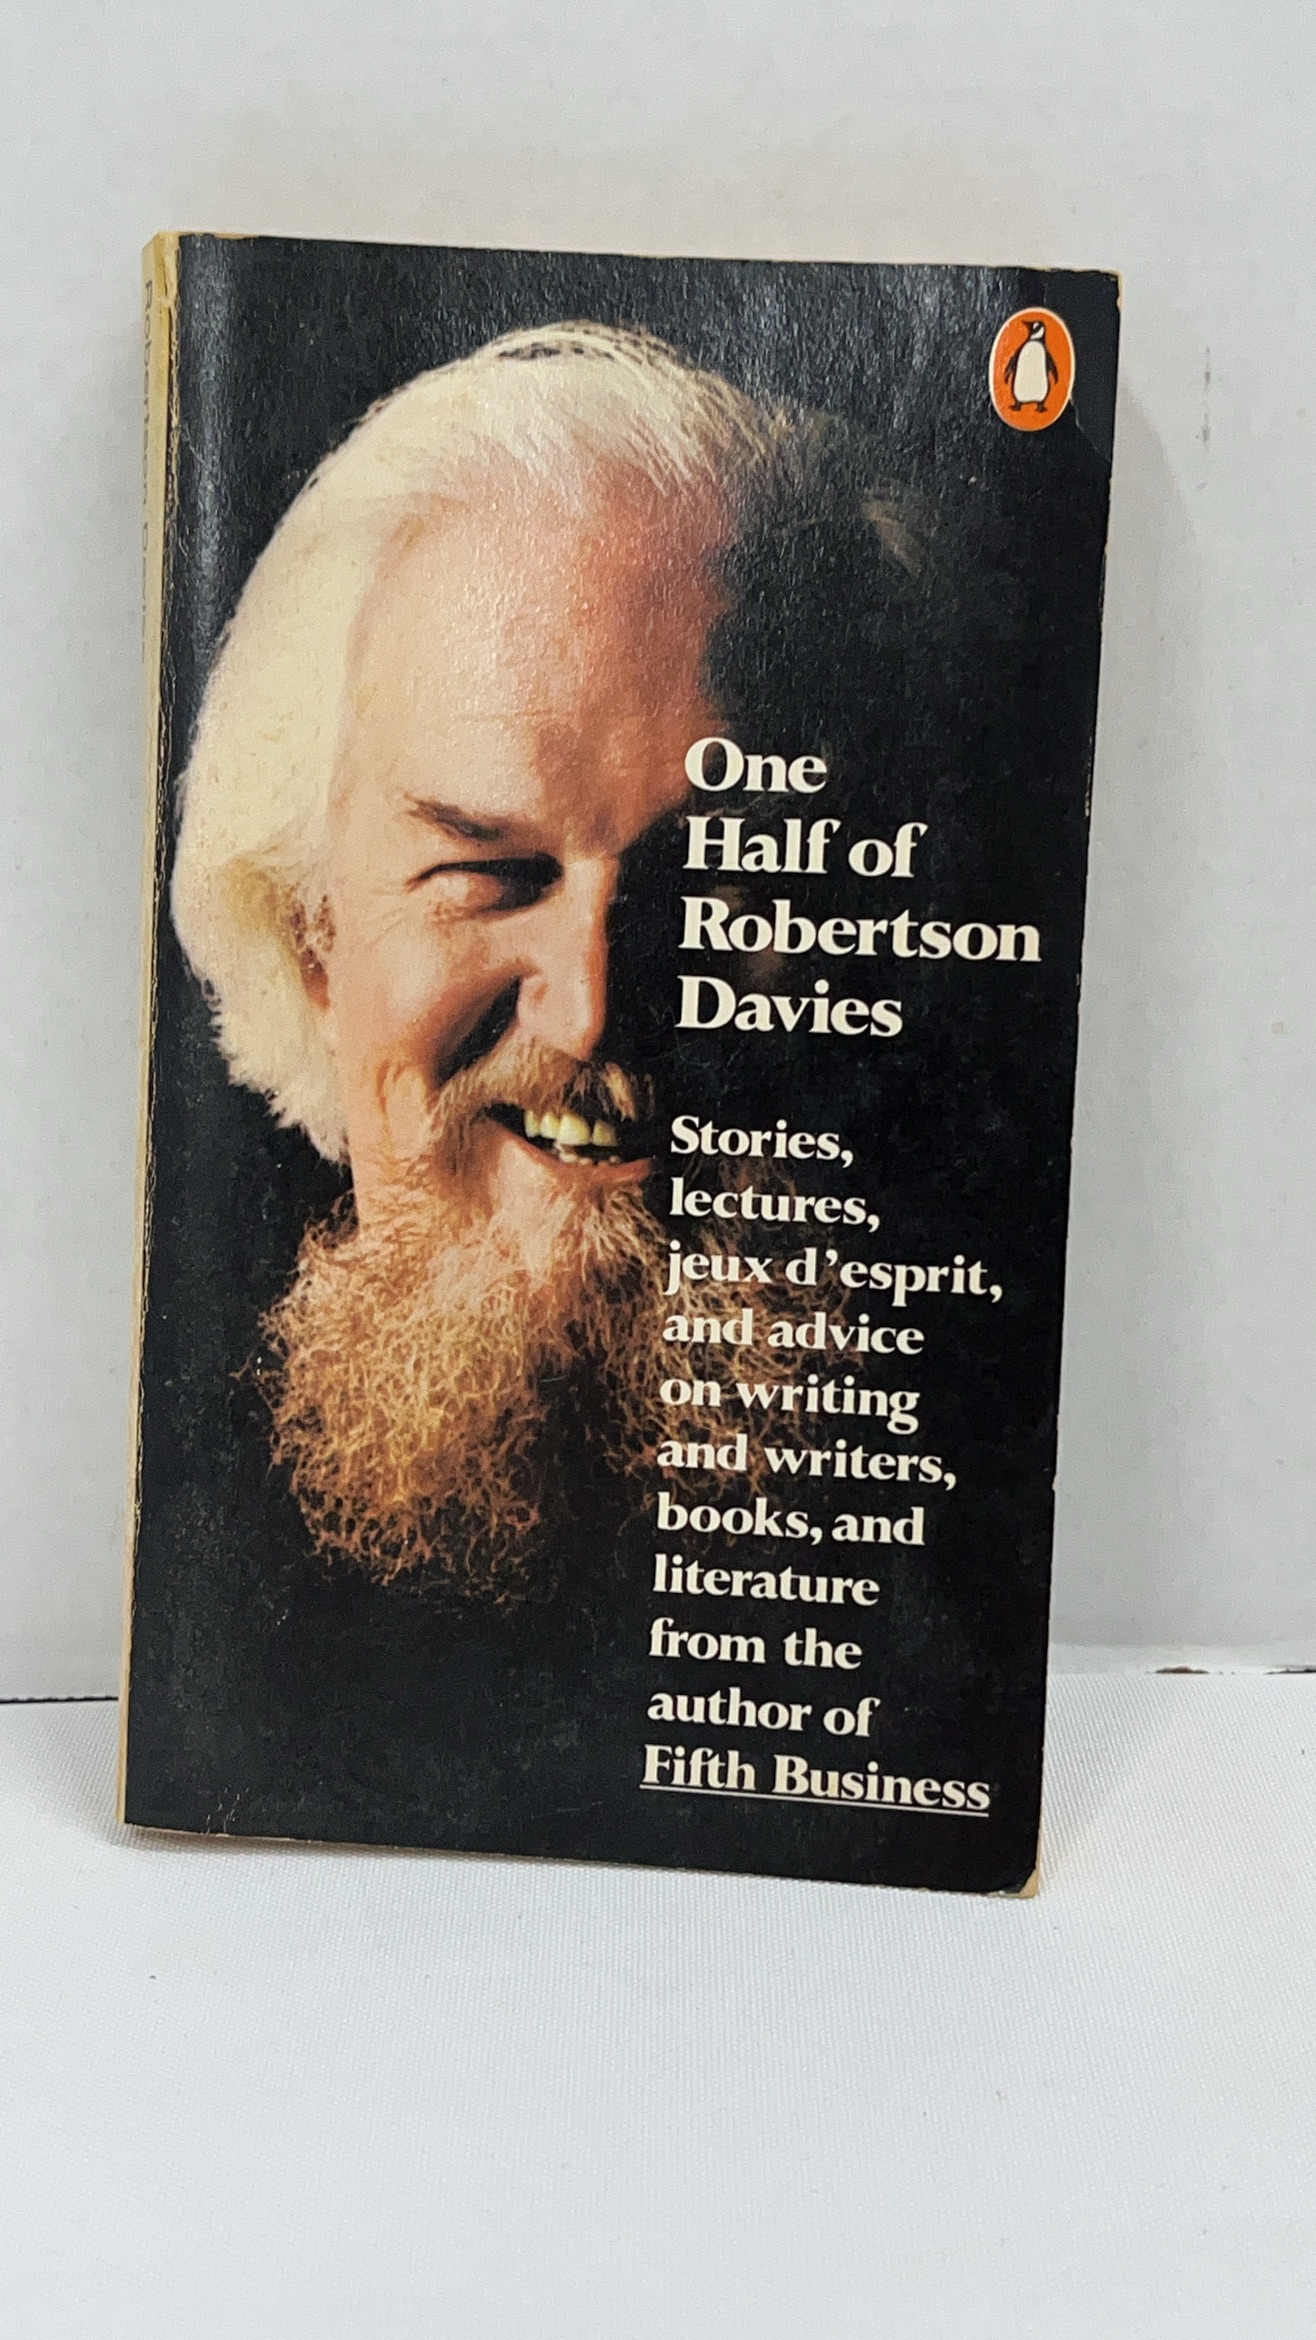 One
Half of
Robertson
Davies
Stories,
lectures,
jeux d'esprit,
and advice
on writing
and writers,
books, and
literature
from the
author of
Fifth Business